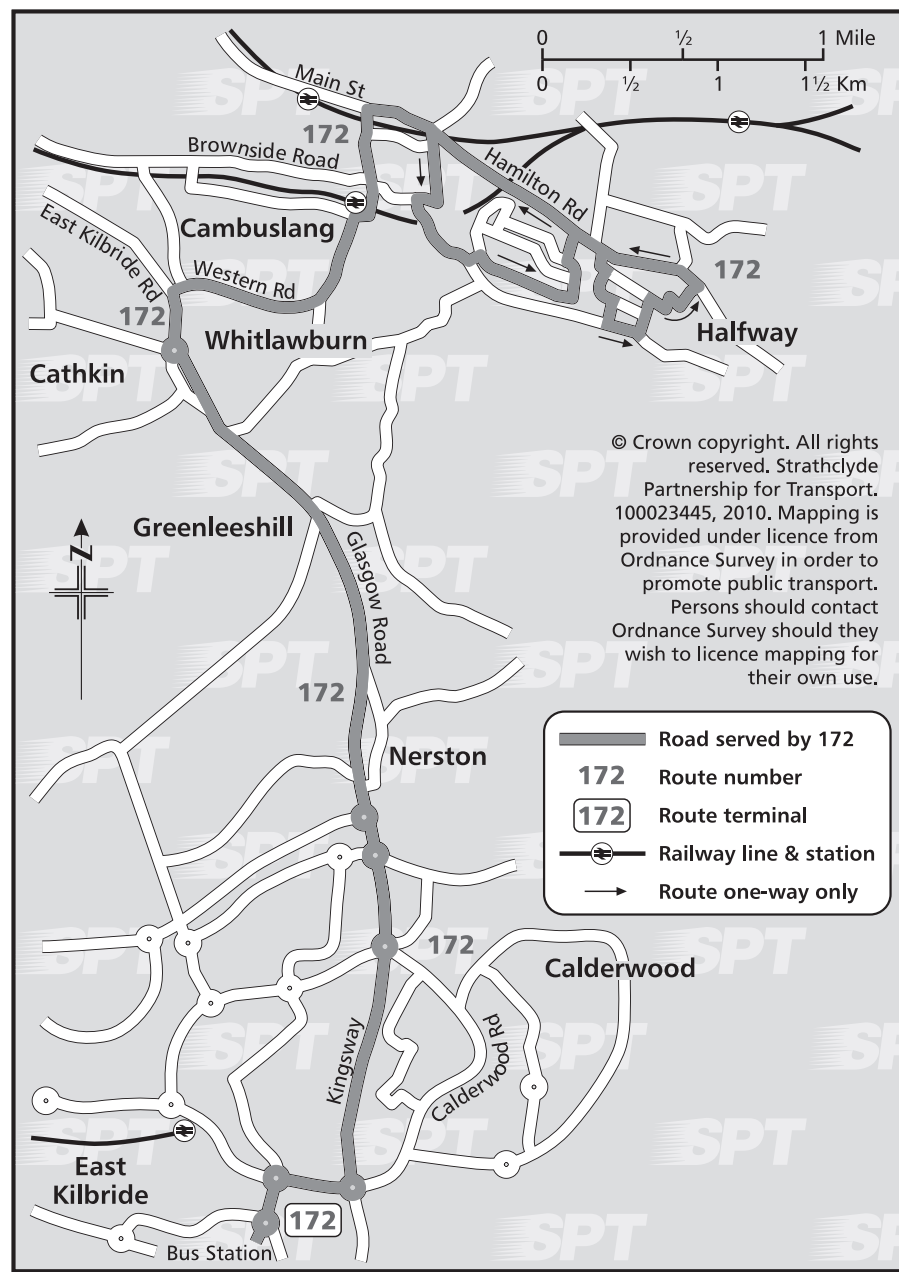 0 ½ 1 Mile
0 ½ 1 1½ Km
Main St
172
Brownside Road
Hamilton Rd
East Kilbride Rd
Cambuslang
Western Rd
172
172
Whitlawburn
Halfway
Cathkin
© Crown copyright. All rights
reserved. Strathclyde
Partnership for Transport.
100023445, 2010. Mapping is
provided under licence from
Ordnance Survey in order to
promote public transport.
Persons should contact
Ordnance Survey should they
wish to licence mapping for
their own use.
Greenleeshill
N
Glasgow Road
172
Nerston
Road served by 172
172 Route number
172 Route terminal
Railway line & station
Route one-way only
172
Calderwood
Kingsway
Calderwood Rd
East
Kilbride
172
Bus Station
SPT